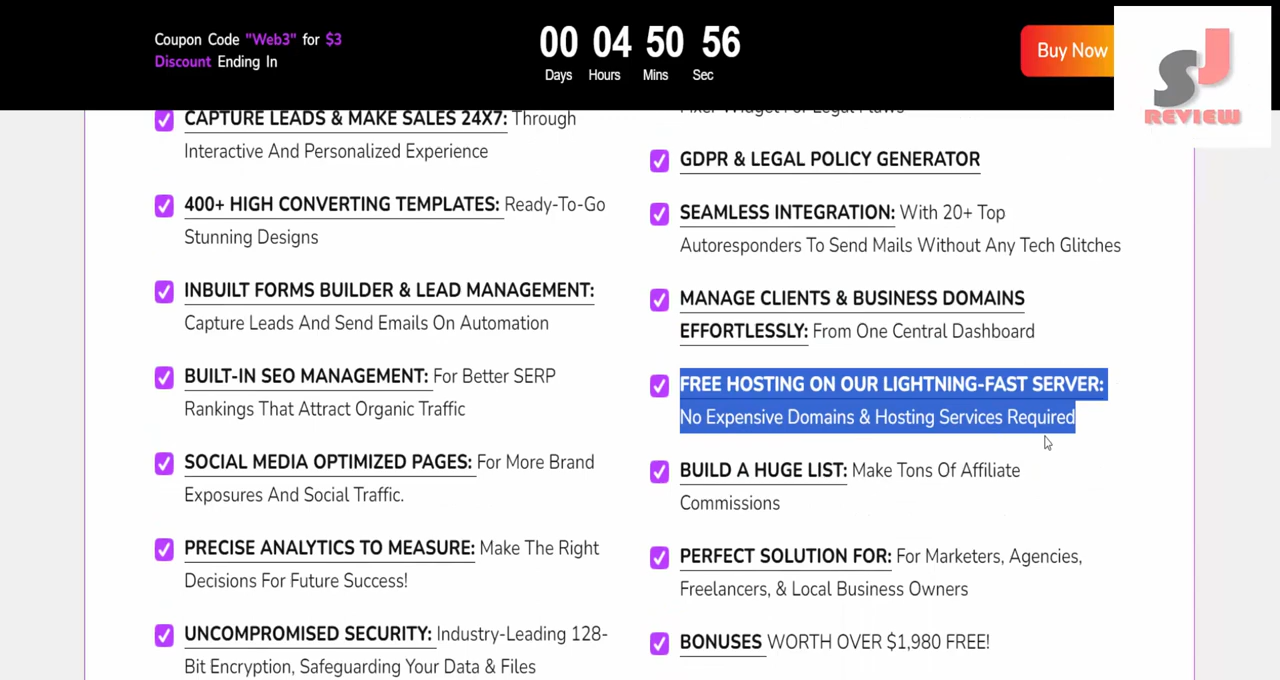 Coupon Code "Web3" for $3
Discount Ending In
00 04 50 56
Days Hours Mins Sec
Buy Now
SJ
REVIEW
CAPTURE LEADS & MAKE SALES 24X7: Through
Interactive And Personalized Experience
400+ HIGH CONVERTING TEMPLATES: Ready-To-Go
Stunning Designs
INBUILT FORMS BUILDER & LEAD MANAGEMENT:
Capture Leads And Send Emails On Automation
BUILT-IN SEO MANAGEMENT: For Better SERP
Rankings That Attract Organic Traffic
SOCIAL MEDIA OPTIMIZED PAGES: For More Brand
Exposures And Social Traffic.
PRECISE ANALYTICS TO MEASURE: Make The Right
Decisions For Future Success!
UNCOMPROMISED SECURITY: Industry-Leading 128-
Bit Encryption, Safeguarding Your Data & Files
GDPR & LEGAL POLICY GENERATOR
SEAMLESS INTEGRATION: With 20+ Top
Autoresponders To Send Mails Without Any Tech Glitches
MANAGE CLIENTS & BUSINESS DOMAINS
EFFORTLESSLY: From One Central Dashboard
FREE HOSTING ON OUR LIGHTNING-FAST SERVER:
No Expensive Domains & Hosting Services Required
BUILD A HUGE LIST: Make Tons Of Affiliate
Commissions
PERFECT SOLUTION FOR: For Marketers, Agencies,
Freelancers, & Local Business Owners
BONUSES WORTH OVER $1,980 FREE!